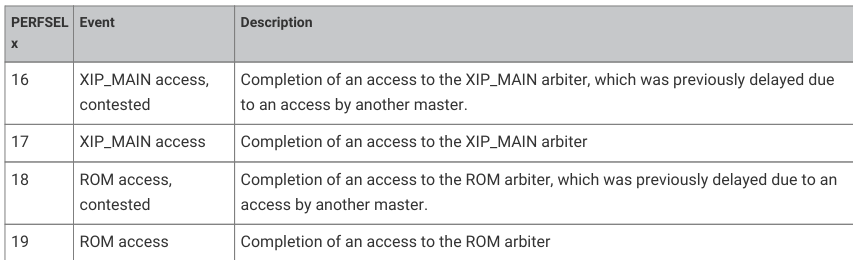 PERFSEL Event Description
x
16 XIP_MAIN access, Completion of an access to the XIP_MAIN arbiter, which was previously delayed due
contested to an access by another master.
17 XIP_MAIN access Completion of an access to the XIP_MAIN arbiter
18 ROM access, Completion of an access to the ROM arbiter, which was previously delayed due to an
contested access by another master.
19 ROM access Completion of an access to the ROM arbiter